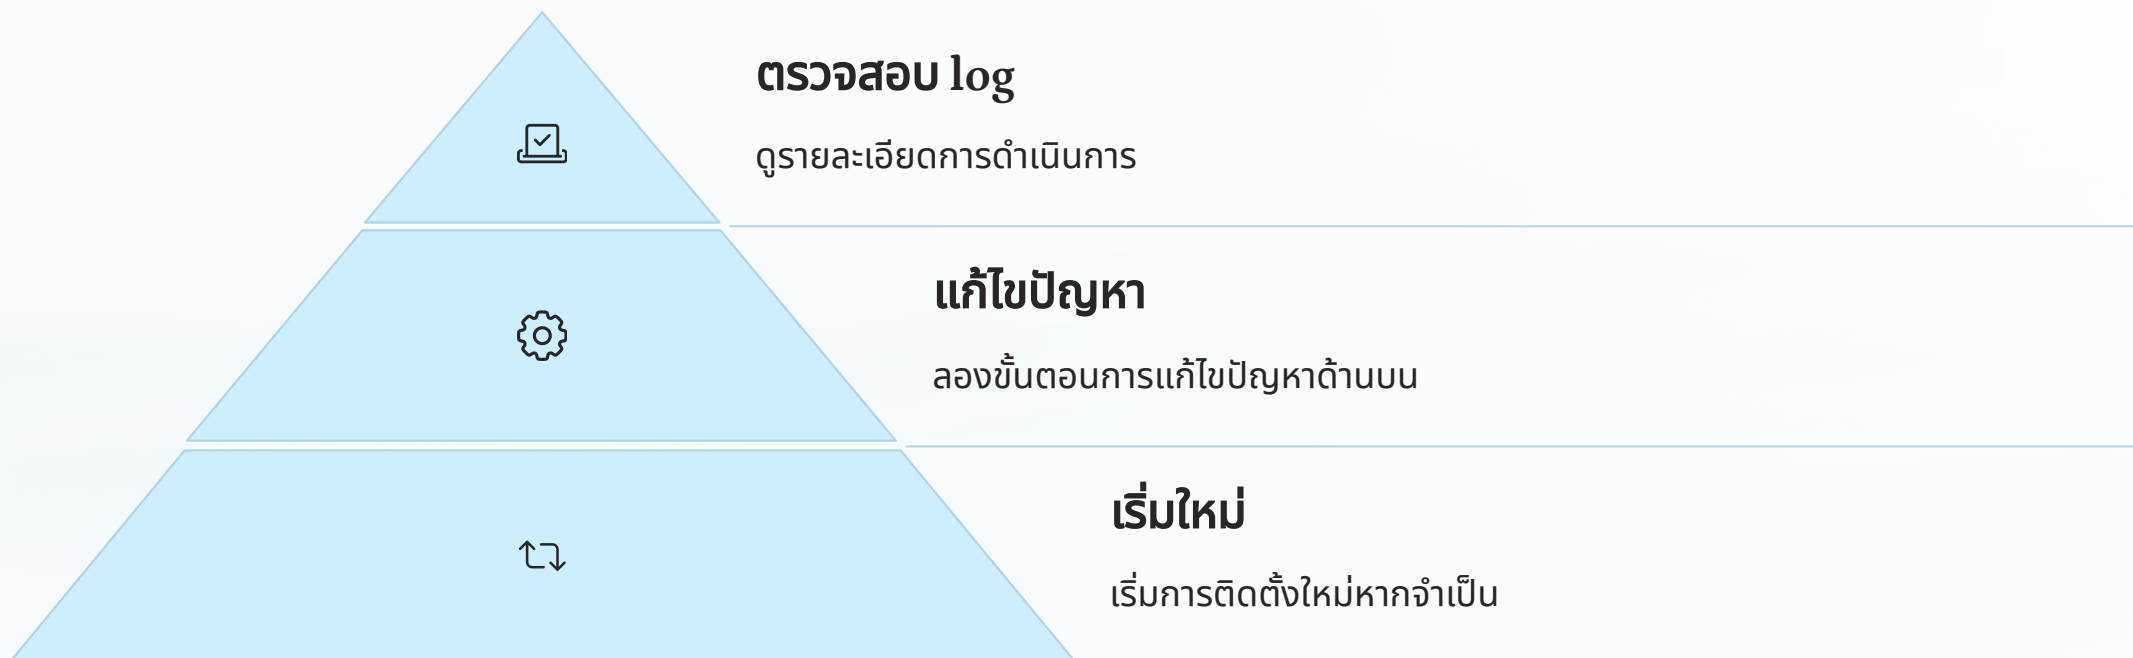 ตรวจสอบ log
ดูรายละเอียดการดำเนินการ
แก้ไขปัญหา
ลองขั้นตอนการแก้ไขปัญหาด้านบน
เริ่มใหม่
เริ่มการติดตั้งใหม่หากจำเป็น